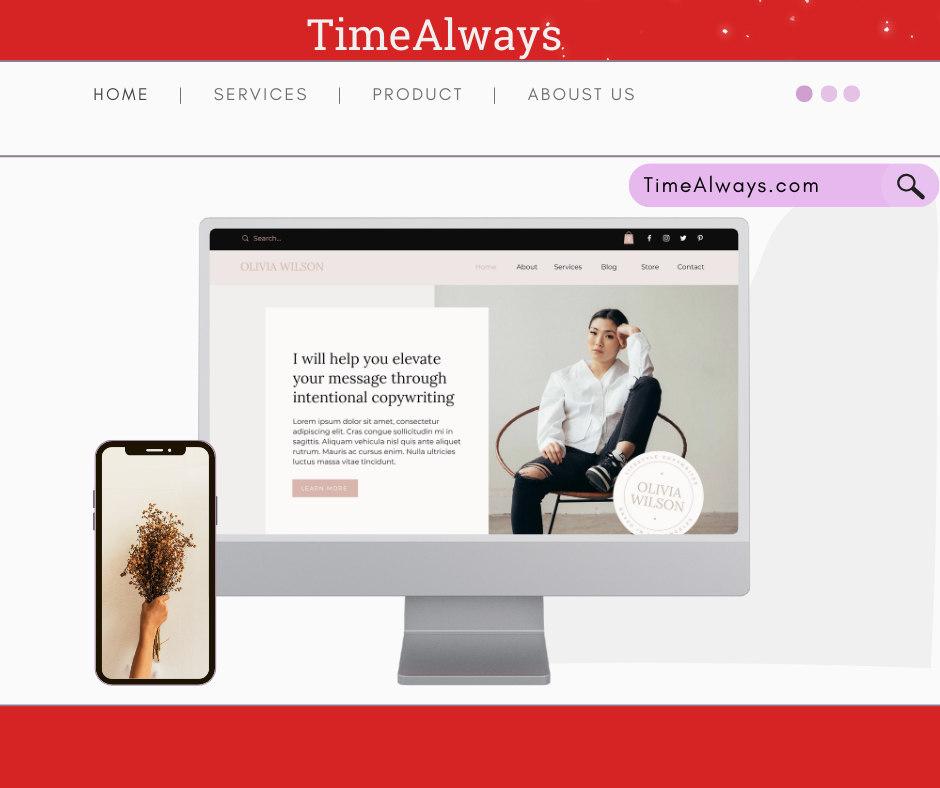 TimeAlways
HOME | SERVICES | PRODUCT | ABOUST US
TimeAlways.com
Search...
OLIVIA WILSON
Home About Services Blog Store Contact
I will help you elevate
your message through
intentional copywriting
Lorem ipsum dolor sit amet, consectetur
adipiscing elit. Cras congue sollicitudin mi in
sagittis. Aliquam vehicula nisl quis ante aliquet
rutrum. Mauris ac cursus enim. Nulla ultricies
luctus massa vitae tincidunt.
LEARN MORE
LIFESTYLE COPYWRITER
OLIVIA
WILSON